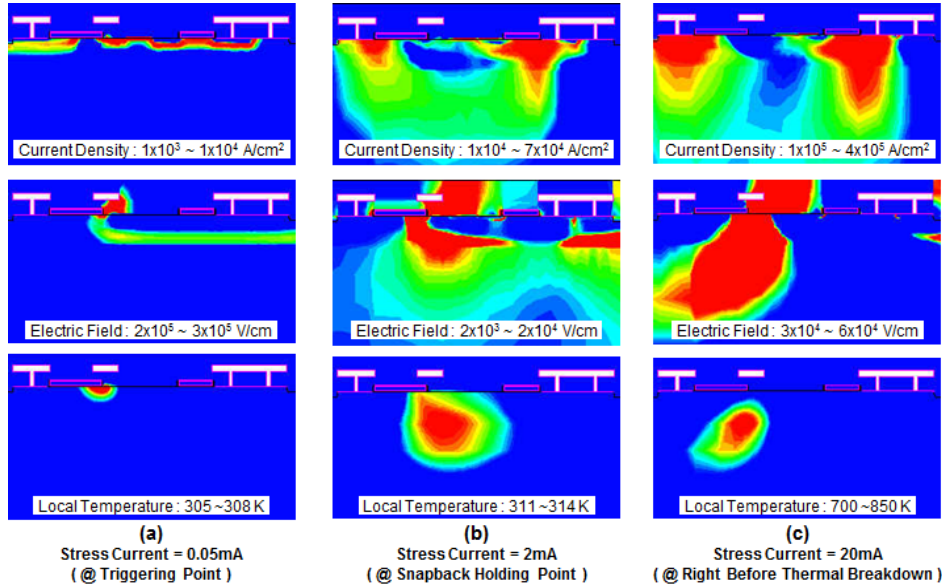 Current Density : 1x10³ ~ 1x10⁴ A/cm²
Current Density : 1x10⁴ ~ 7x10⁴ A/cm²
Current Density : 1x10⁵ ~ 4x10⁵ A/cm²
Electric Field : 2x10⁵ ~ 3x10⁵ V/cm
Electric Field : 2x10³ ~ 2x10⁴ V/cm
Electric Field : 3x10⁴ ~ 6x10⁴ V/cm
Local Temperature : 305 ~308 K
Local Temperature : 311 ~314 K
Local Temperature : 700 ~850 K
(a)
Stress Current = 0.05mA
( @ Triggering Point )
(b)
Stress Current = 2mA
( @ Snapback Holding Point )
(c)
Stress Current = 20mA
( @ Right Before Thermal Breakdown )